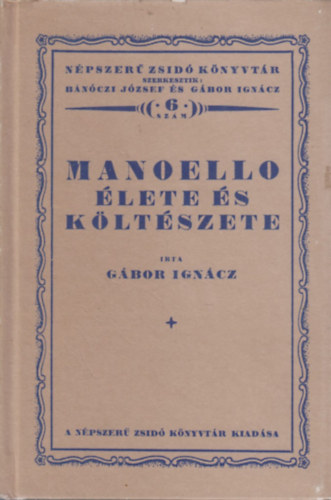 NÉPSZERŰ ZSIDÓ KÖNYVTÁR
SZERKESZTIK:
BÁNÓCZI JÓZSEF ÉS GÁBOR IGNÁCZ
6
SZÁM
MANOELLO
ÉLETE ÉS
KÖLTÉSZETE
IRTA
GÁBOR IGNÁCZ
A NÉPSZERŰ ZSIDÓ KÖNYVTÁR KIADÁSA